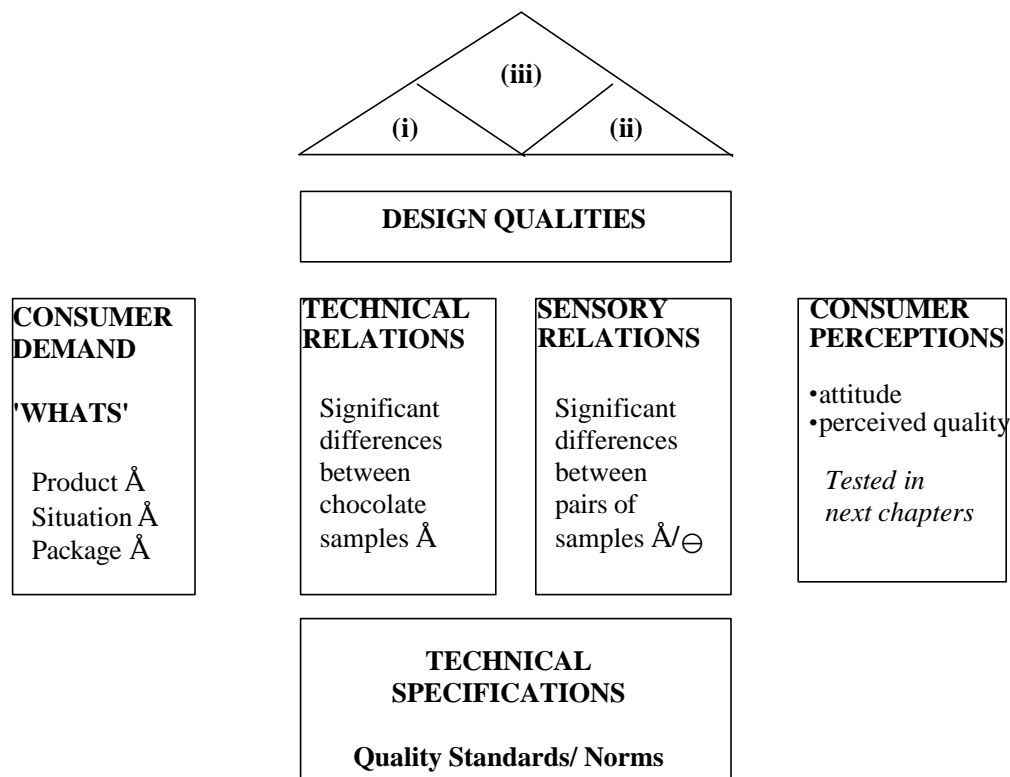 (iii)
(i)
(ii)
DESIGN QUALITIES
CONSUMER
DEMAND
'WHATS'
Product Å
Situation Å
Package Å
TECHNICAL
RELATIONS
Significant
differences
between
chocolate
samples Å
SENSORY
RELATIONS
Significant
differences
between
pairs of
samples Å/⊖
CONSUMER
PERCEPTIONS
•attitude
•perceived quality
Tested in
next chapters
TECHNICAL
SPECIFICATIONS
Quality Standards/ Norms